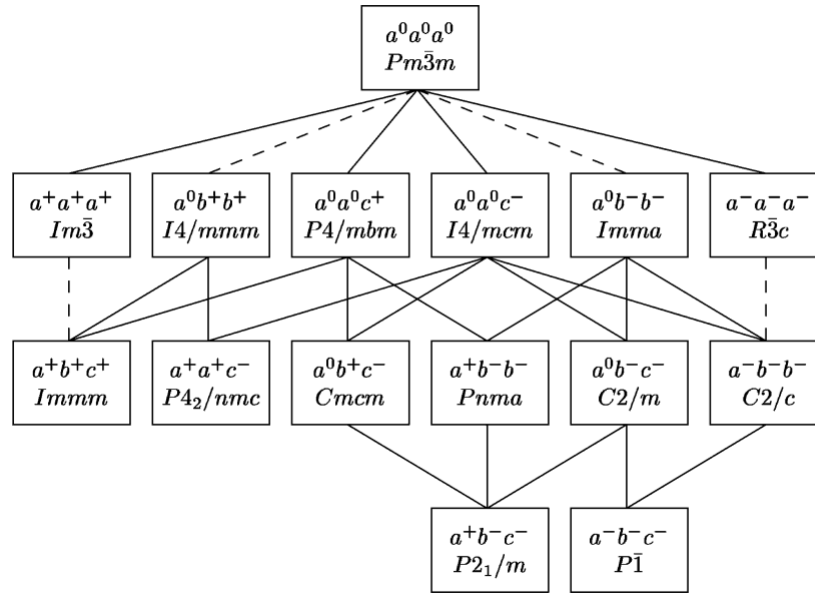 a⁰a⁰a⁰
Pm3̄m
a⁺a⁺a⁺
Im3̄
a⁰b⁺b⁺
I4/mmm
a⁰a⁰c⁺
P4/mbm
a⁰a⁰c⁻
I4/mcm
a⁰b⁻b⁻
Imma
a⁻a⁻a⁻
R3̄c
a⁺b⁺c⁺
Immm
a⁺a⁺c⁻
P4₂/nmc
a⁰b⁺c⁻
Cmcm
a⁺b⁻b⁻
Pnma
a⁰b⁻c⁻
C2/m
a⁻b⁻b⁻
C2/c
a⁺b⁻c⁻
P2₁/m
a⁻b⁻c⁻
P1̄